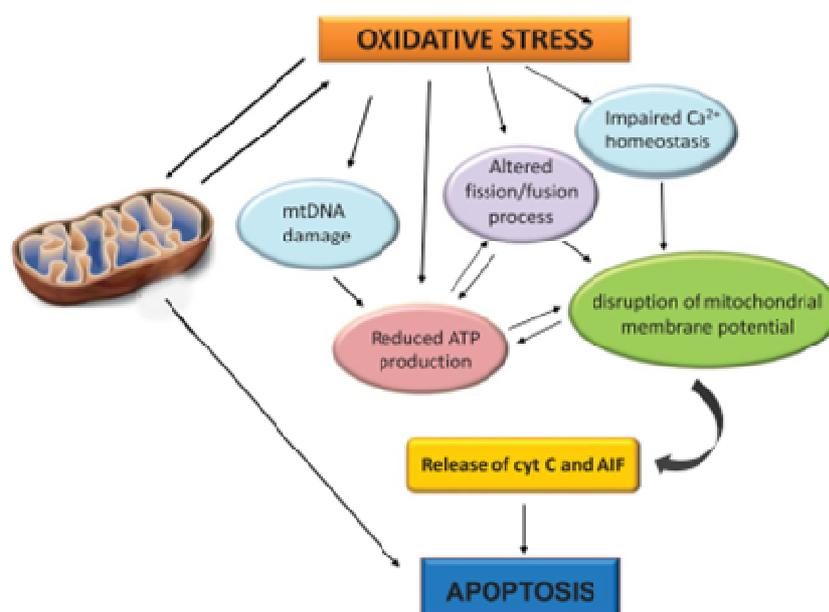 OXIDATIVE STRESS
Impaired Ca²⁺
homeostasis
Altered
fission/fusion
process
mtDNA
damage
disruption of mitochondrial
membrane potential
Reduced ATP
production
Release of cyt C and AIF
APOPTOSIS